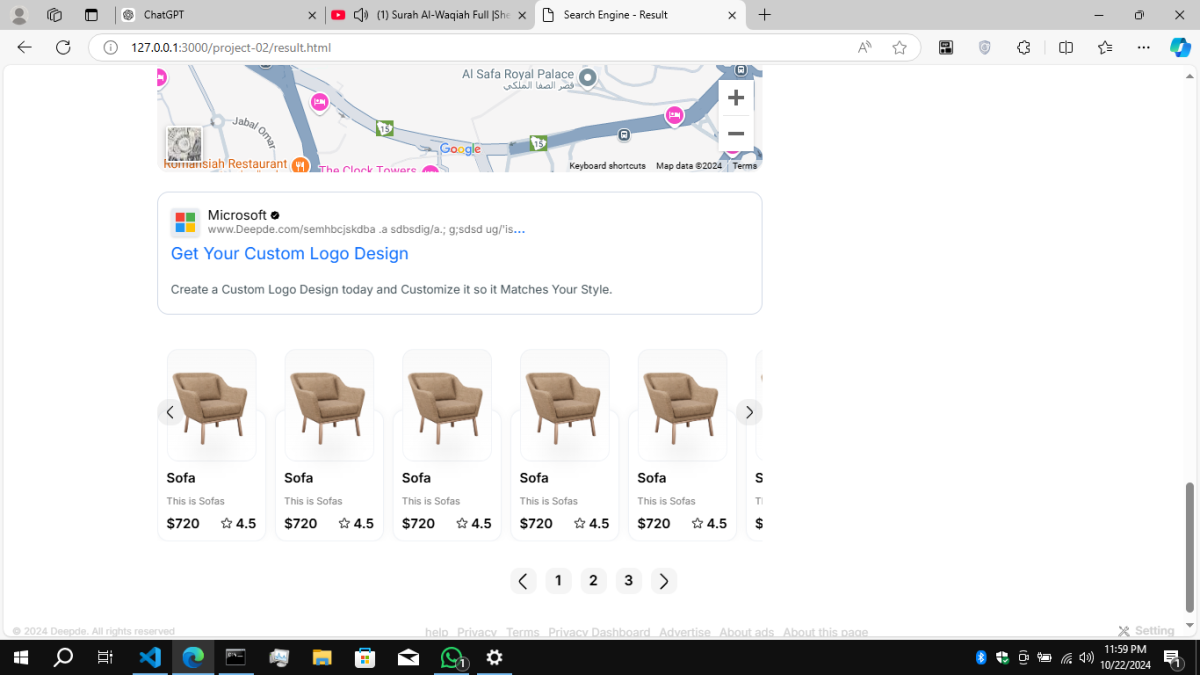 ChatGPT
(1) Surah Al-Waqiah Full |She
Search Engine - Result
127.0.0.1:3000/project-02/result.html
Al Safa Royal Palace
قصر الصفا الملكي
Jabal Omar
15
15
Google
Romansiah Restaurant
The Clock Towers
Keyboard shortcuts Map data ©2024 Terms
Microsoft
www.Deepde.com/semhbcjskdba .a sdbsdig/a.; g;sdsd ug/'is...
Get Your Custom Logo Design
Create a Custom Logo Design today and Customize it so it Matches Your Style.
Sofa Sofa Sofa Sofa Sofa S
This is Sofas This is Sofas This is Sofas This is Sofas This is Sofas
$720 4.5 $720 4.5 $720 4.5 $720 4.5 $720 4.5 $
1 2 3
© 2024 Deepde. All rights reserved help Privacy Terms Privacy Dashboard Advertise About ads About this page Setting
11:59 PM
10/22/2024
1
1